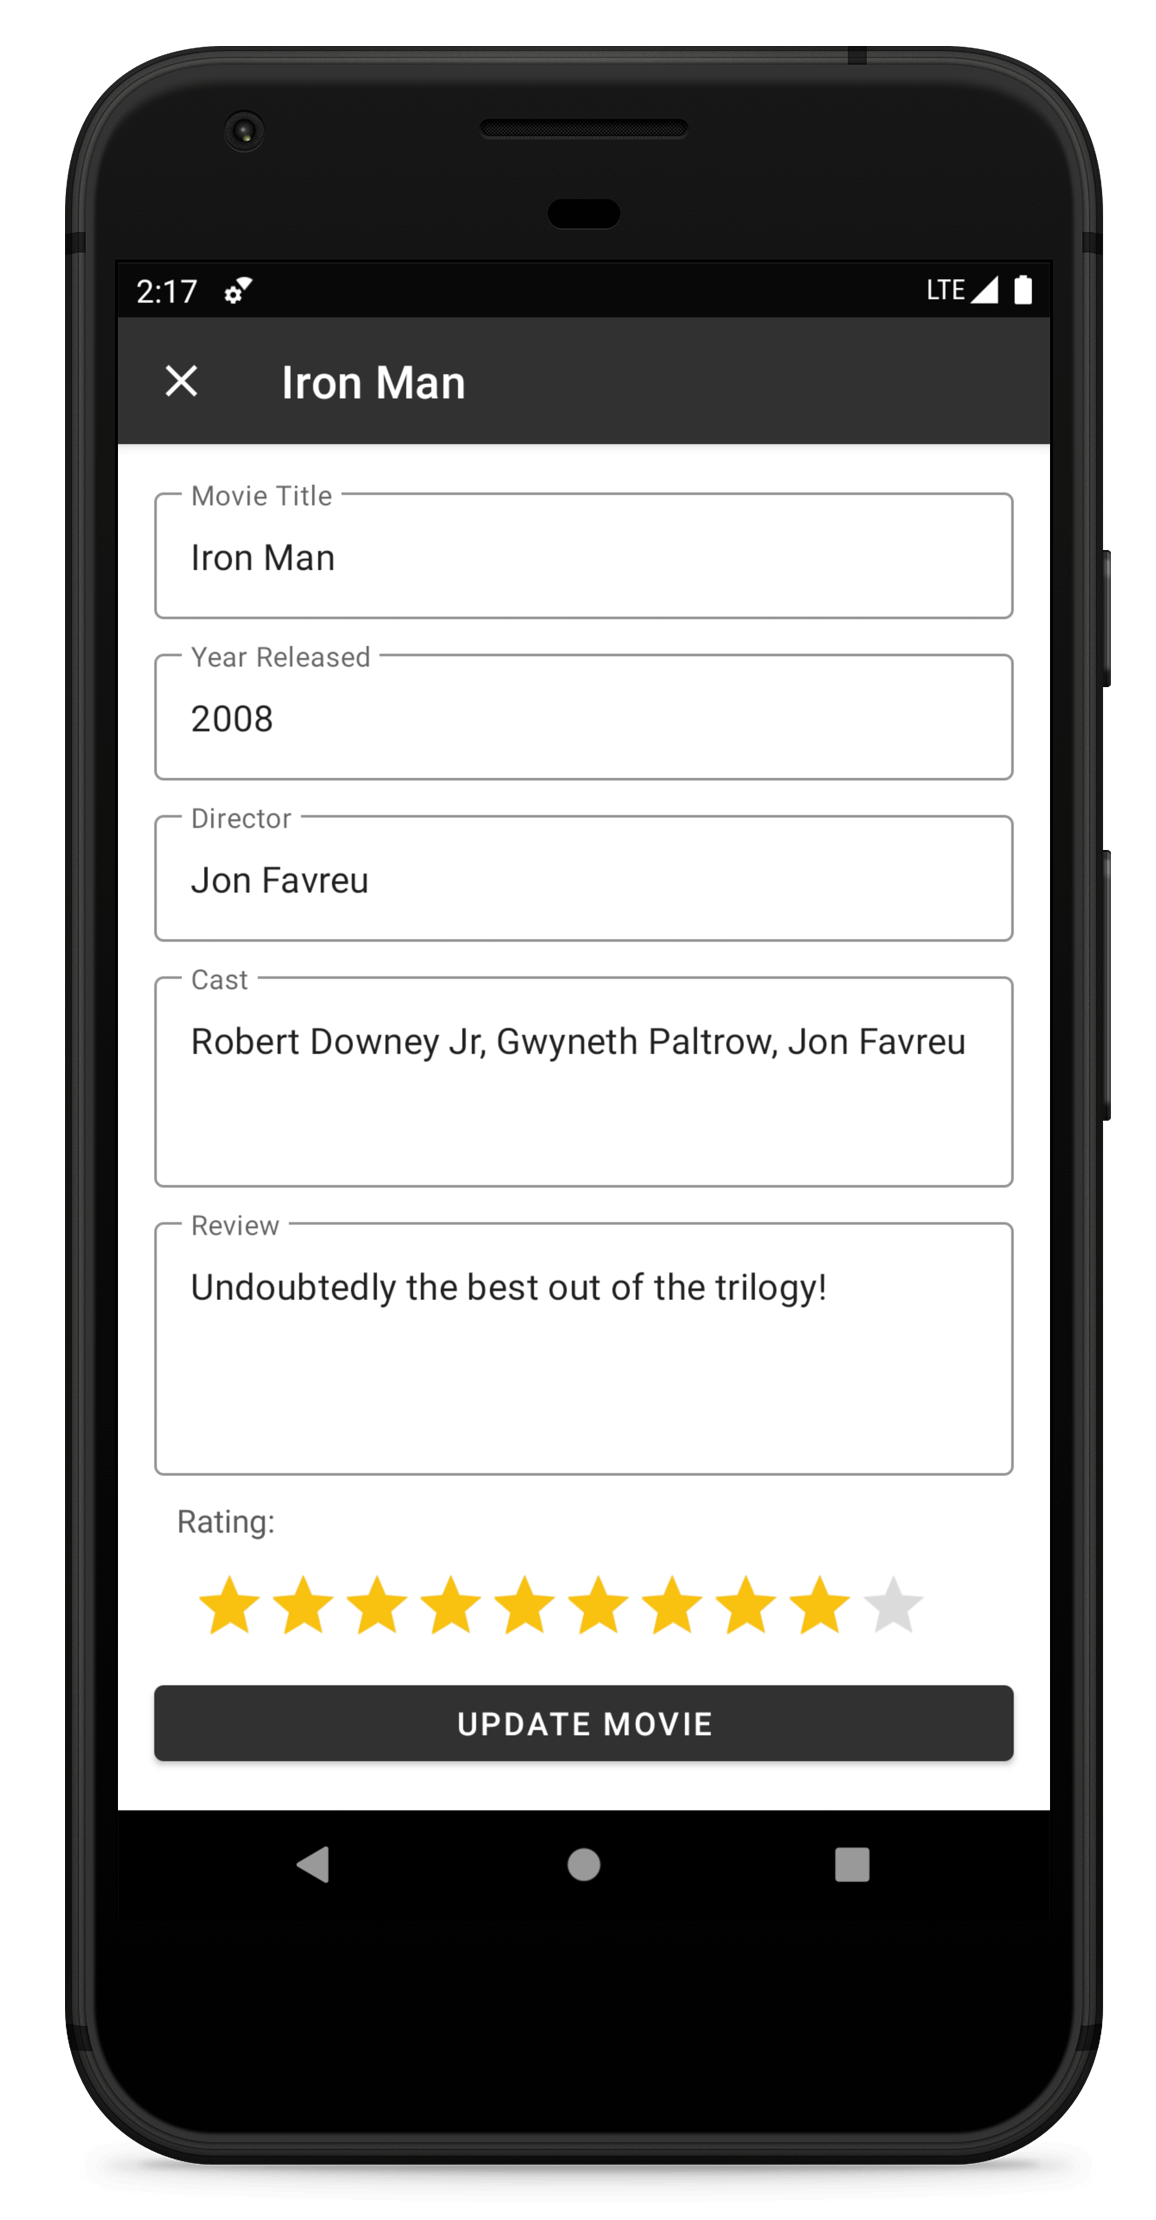 2:17
LTE
Iron Man
Movie Title
Iron Man
Year Released
2008
Director
Jon Favreu
Cast
Robert Downey Jr, Gwyneth Paltrow, Jon Favreu
Review
Undoubtedly the best out of the trilogy!
Rating:
UPDATE MOVIE